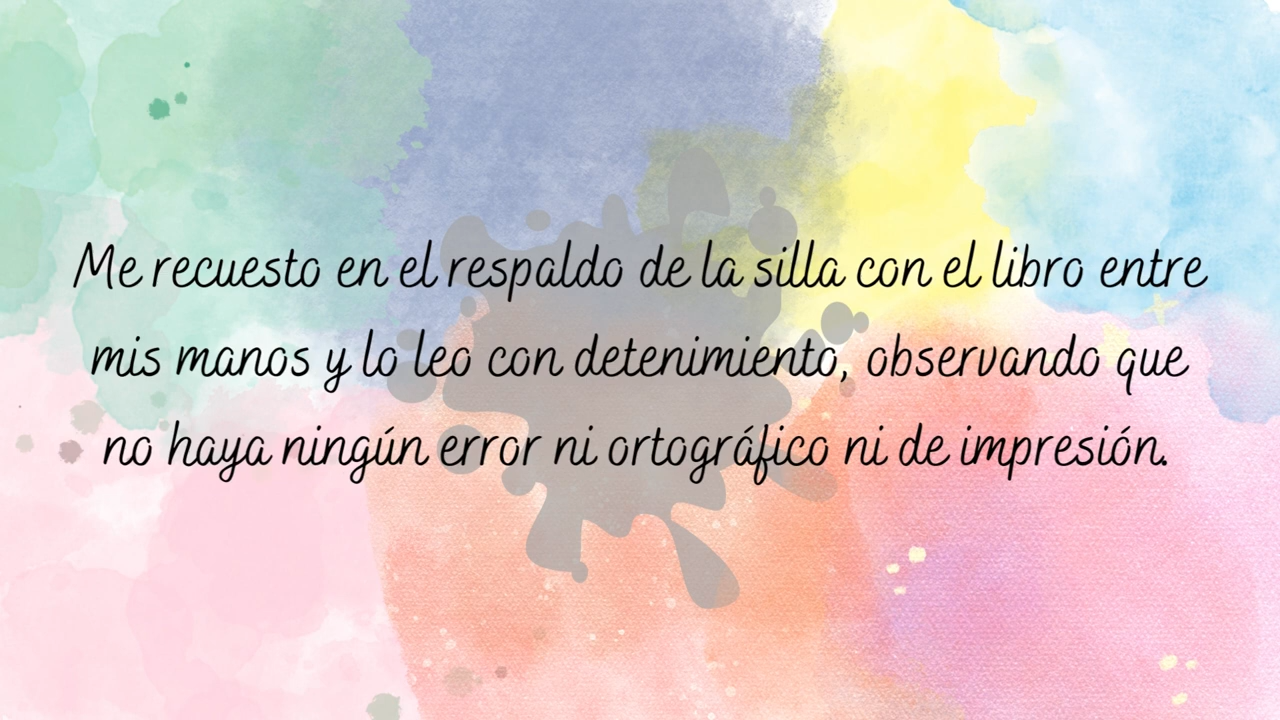 Me recuesto en el respaldo de la silla con el libro entre
mis manos y lo leo con detenimiento, observando que
no haya ningún error ni ortográfico ni de impresión.